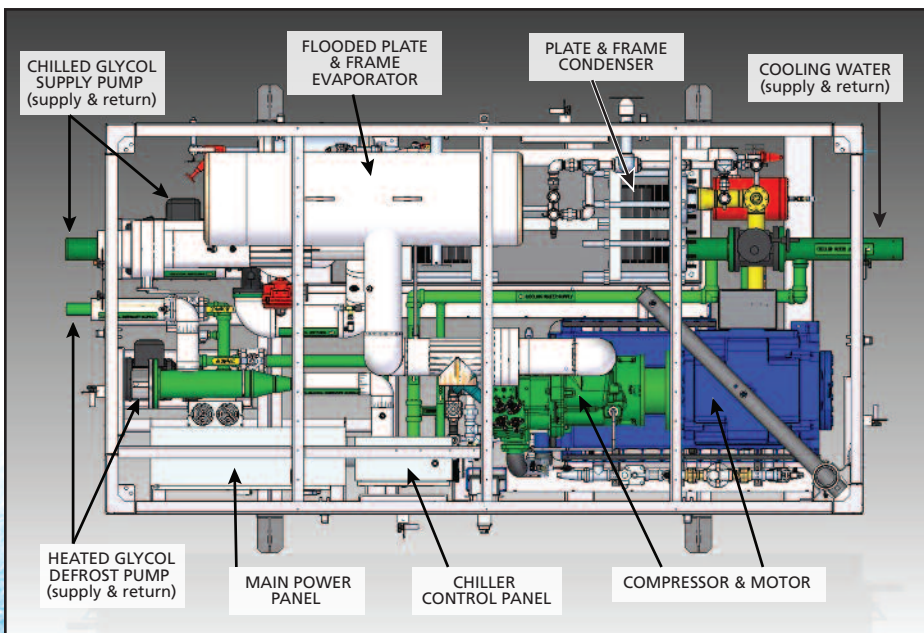 CHILLED GLYCOL
SUPPLY PUMP
(supply & return)
FLOODED PLATE
& FRAME
EVAPORATOR
PLATE & FRAME
CONDENSER
COOLING WATER
(supply & return)
HEATED GLYCOL
DEFROST PUMP
(supply & return)
MAIN POWER
PANEL
CHILLER
CONTROL PANEL
COMPRESSOR & MOTOR